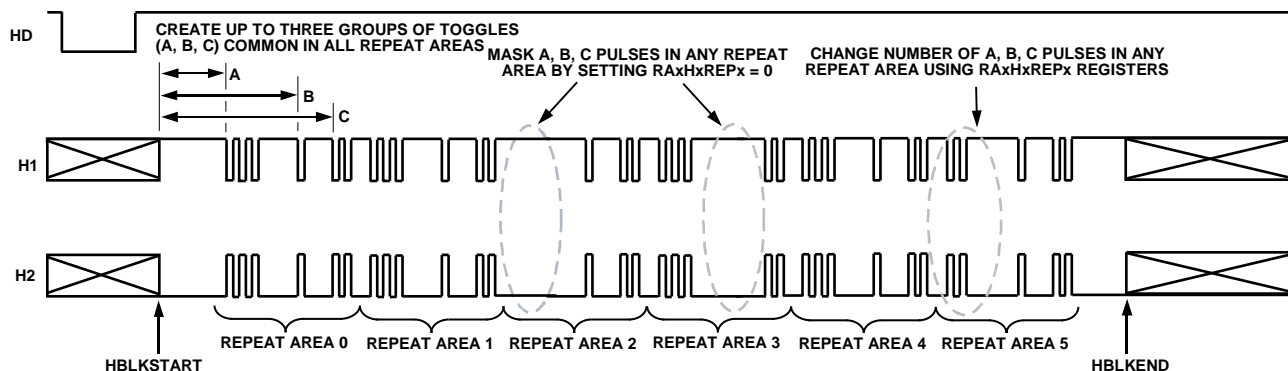 HD
CREATE UP TO THREE GROUPS OF TOGGLES
(A, B, C) COMMON IN ALL REPEAT AREAS
MASK A, B, C PULSES IN ANY REPEAT
AREA BY SETTING RAxHxREPx = 0
CHANGE NUMBER OF A, B, C PULSES IN ANY
REPEAT AREA USING RAxHxREPx REGISTERS
A
B
C
H1
H2
REPEAT AREA 0
REPEAT AREA 1
REPEAT AREA 2
REPEAT AREA 3
REPEAT AREA 4
REPEAT AREA 5
HBLKSTART
HBLKEND